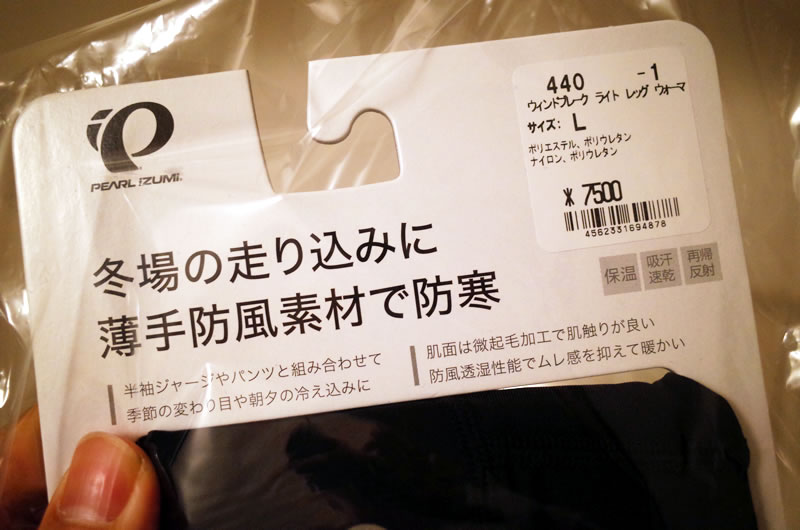 PEARL iZUMi
440 -1
ウィンドブレーク ライト レッグ ウォーマ
サイズ: L
ポリエステル、ポリウレタン
ナイロン、ポリウレタン
¥ 7500
4562331694878
冬場の走り込みに
薄手防風素材で防寒
保温
吸汗
速乾
再帰
反射
半袖ジャージやパンツと組み合わせて
季節の変わり目や朝夕の冷え込みに
肌面は微起毛加工で肌触りが良い
防風透湿性能でムレ感を抑えて暖かい